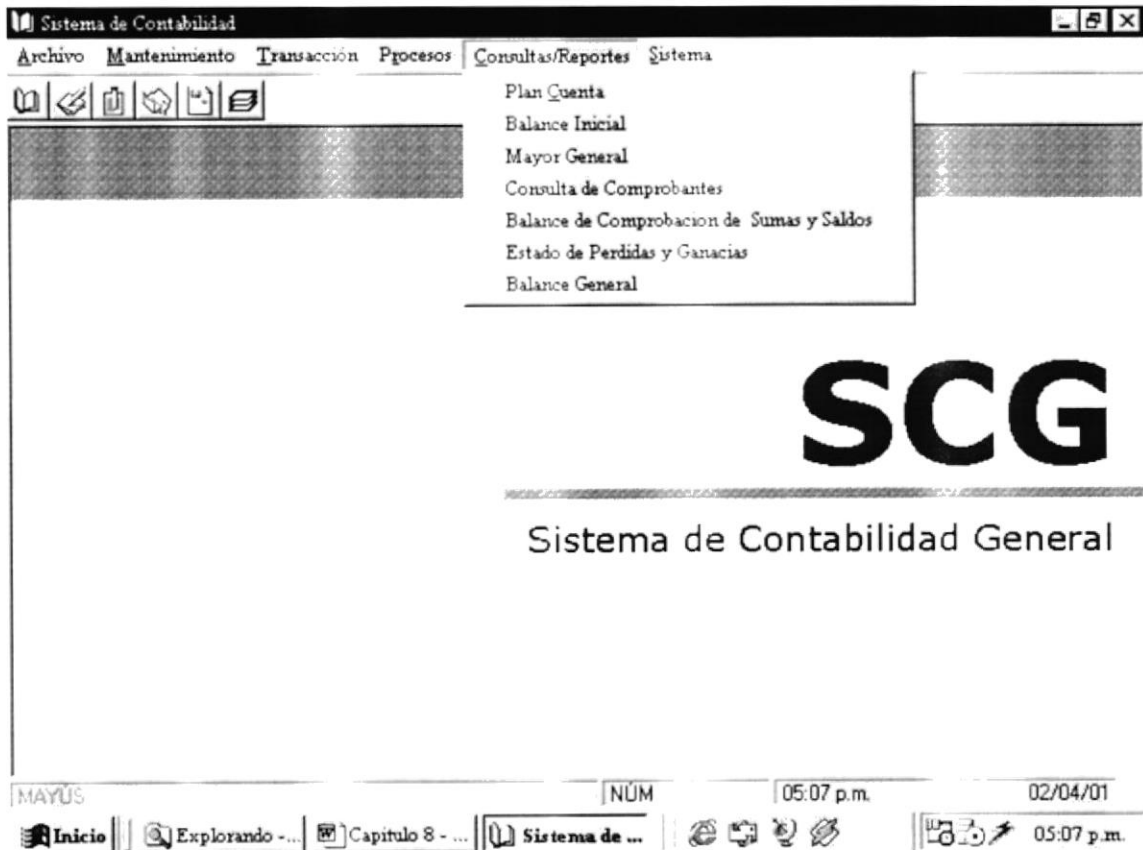 Sistema de Contabilidad
Archivo Mantenimiento Transacción Procesos Consultas/Reportes Sistema
Plan Cuenta
Balance Inicial
Mayor General
Consulta de Comprobantes
Balance de Comprobacion de Sumas y Saldos
Estado de Perdidas y Ganacias
Balance General
SCG
Sistema de Contabilidad General
MAYÚS NÚM 05:07 p.m. 02/04/01
Inicio Explorando -... Capitulo 8 - ... Sistema de ... 05:07 p.m.